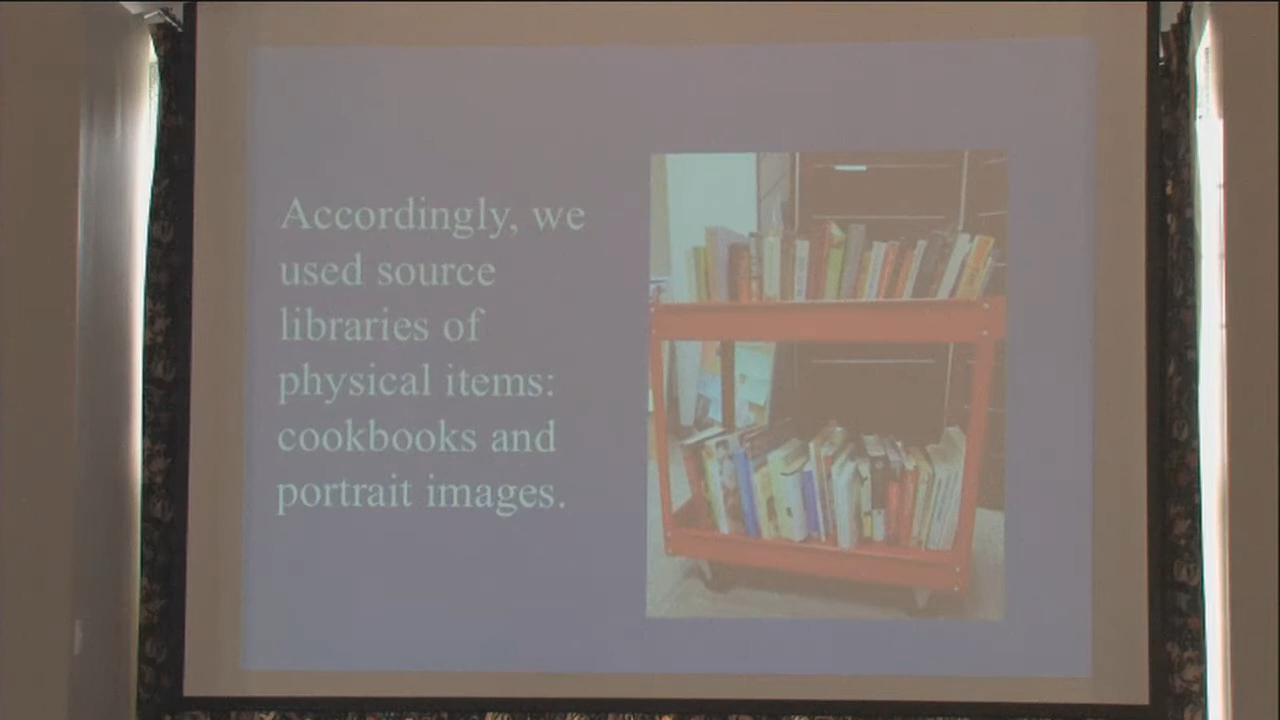 Accordingly, we
used source
libraries of
physical items:
cookbooks and
portrait images.